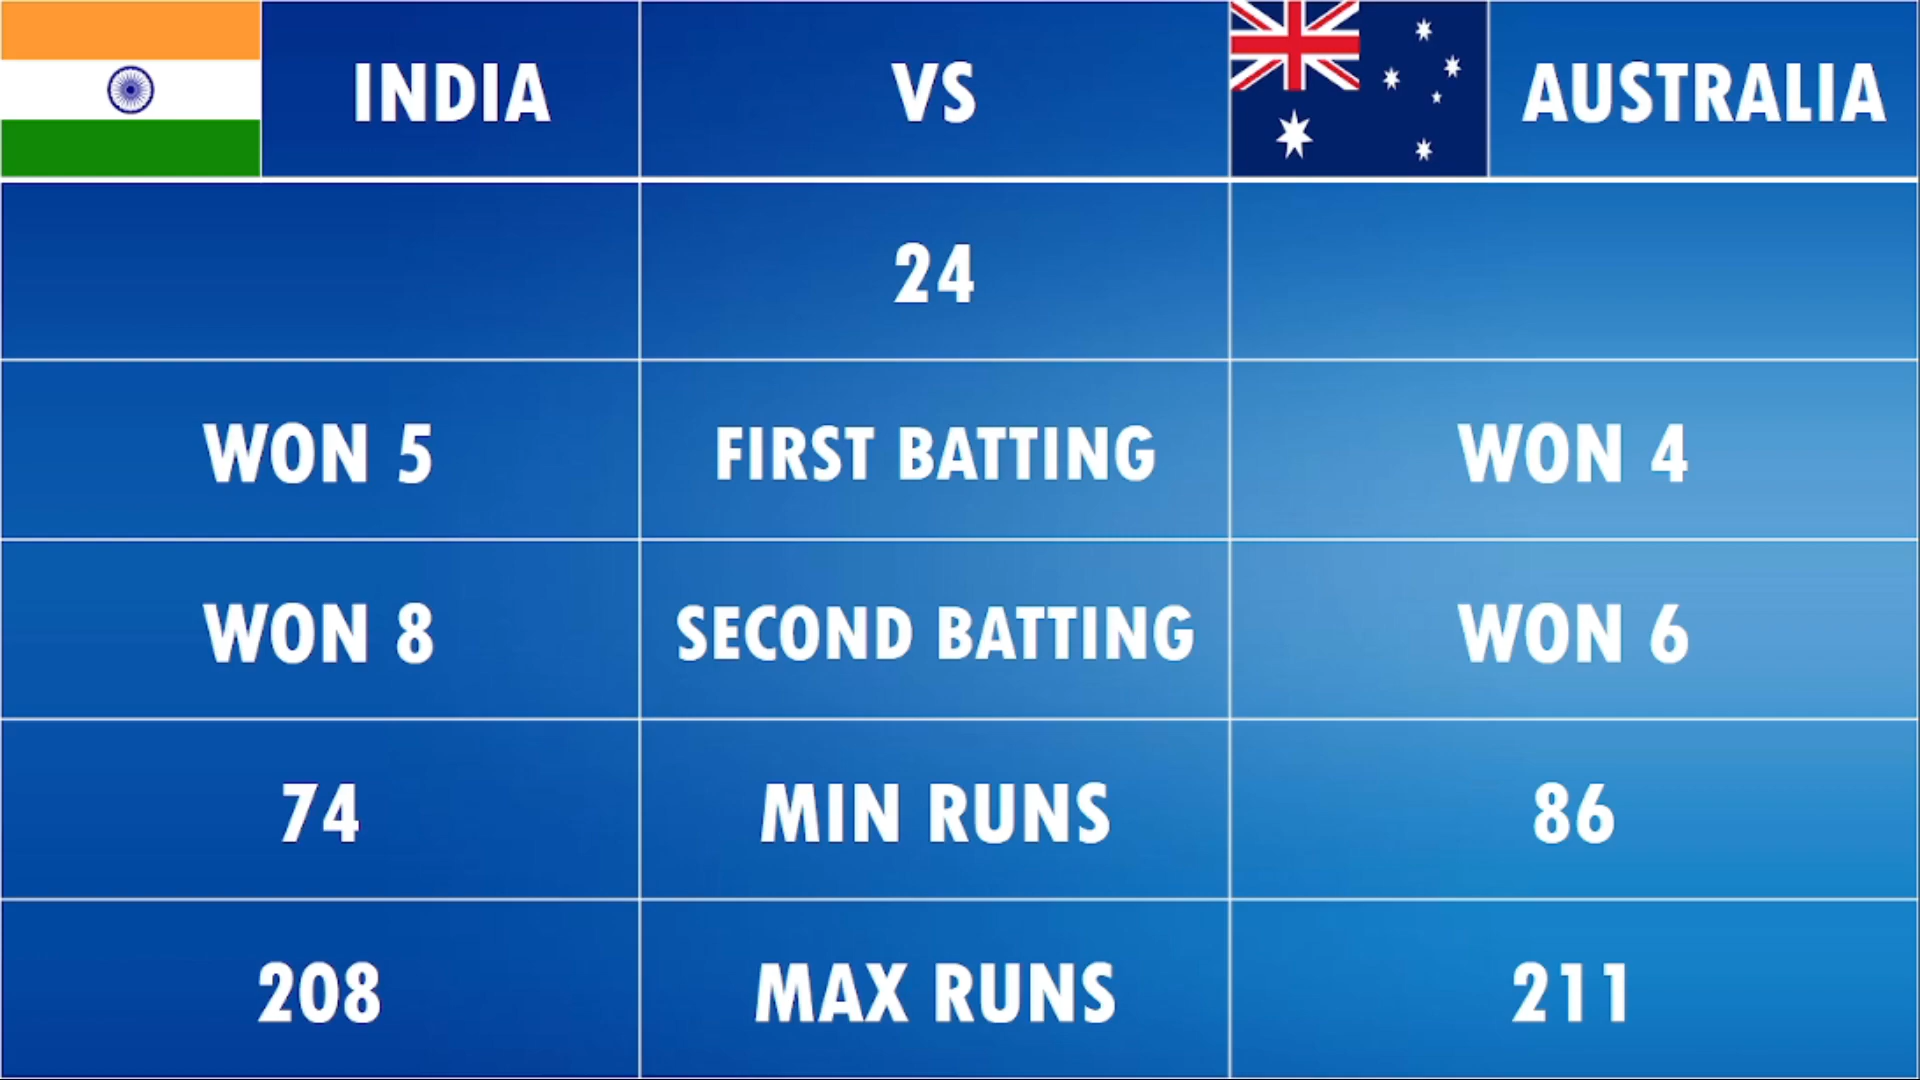 INDIA VS AUSTRALIA
24
WON 5 FIRST BATTING WON 4
WON 8 SECOND BATTING WON 6
74 MIN RUNS 86
208 MAX RUNS 211